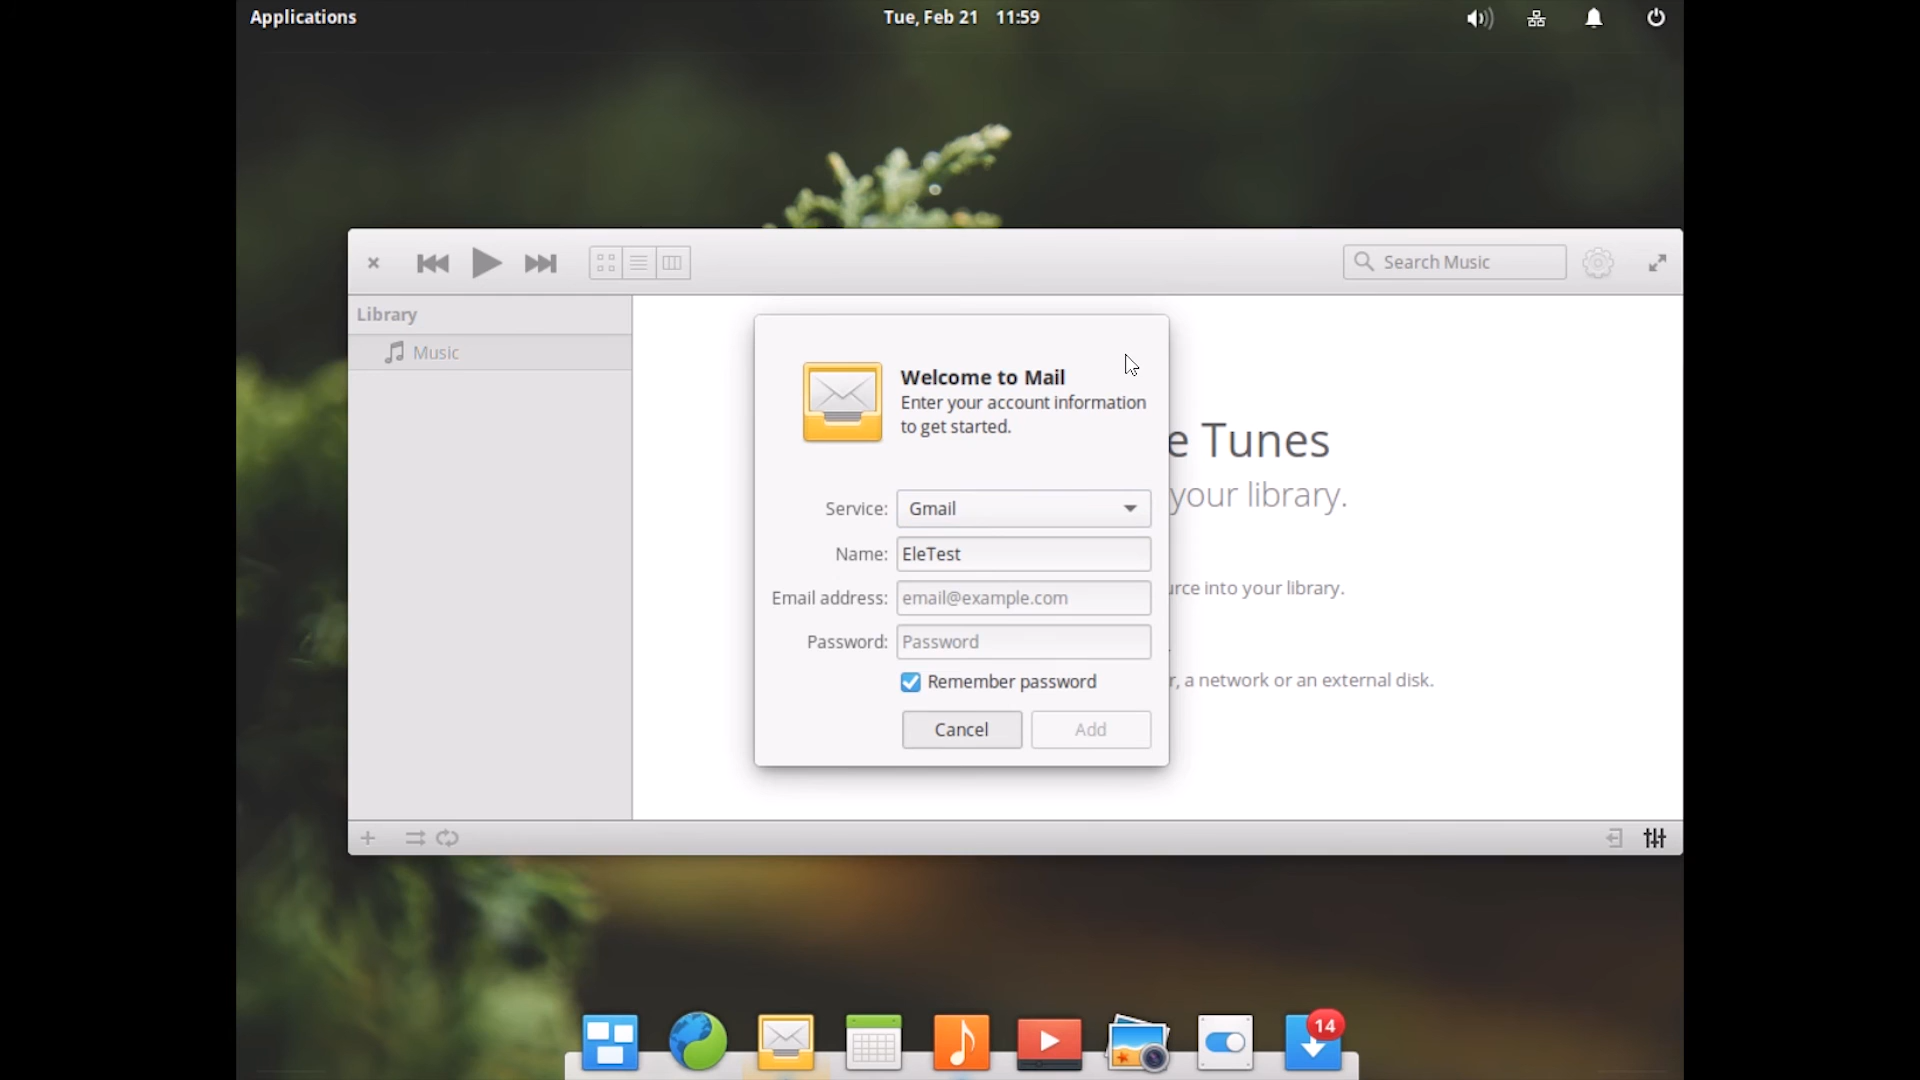 Applications
Tue, Feb 21 11:59
Search Music
Library
Music
Welcome to Mail
Enter your account information
to get started.
e Tunes
your library.
Service: Gmail
Name: EleTest
Email address: email@example.com
urce into your library.
Password: Password
Remember password
r, a network or an external disk.
Cancel Add
14